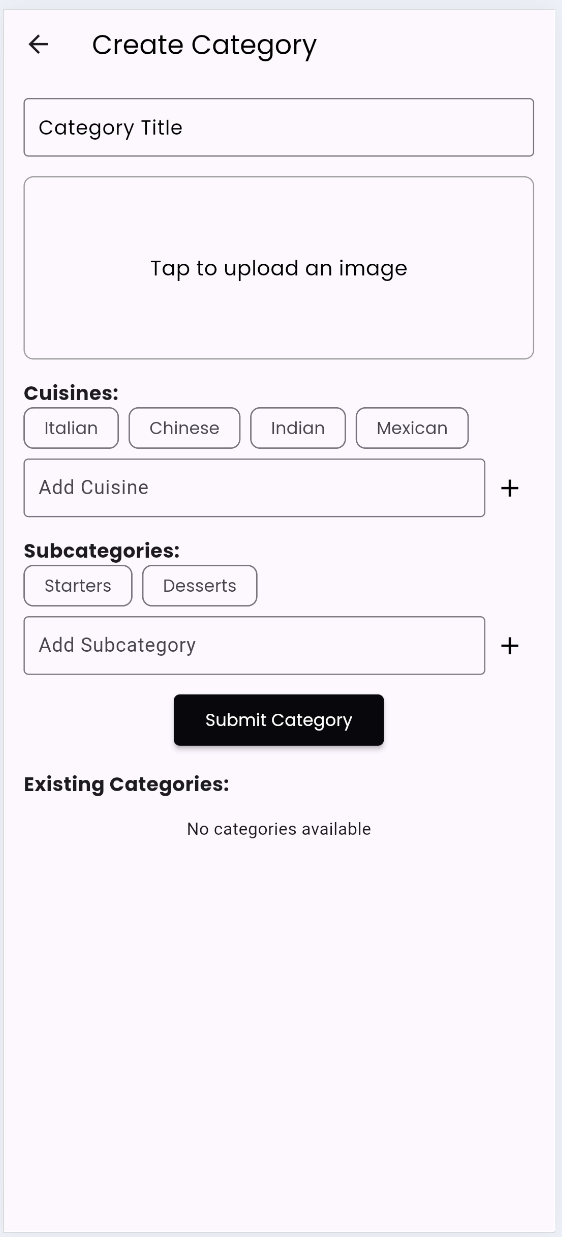 Create Category
Category Title
Tap to upload an image
Cuisines:
Italian Chinese Indian Mexican
Add Cuisine +
Subcategories:
Starters Desserts
Add Subcategory +
Submit Category
Existing Categories:
No categories available